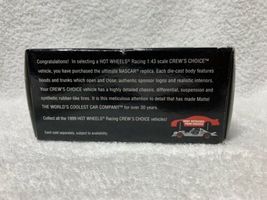 Congratulations! In selecting a HOT WHEELS® Racing 1:43 scale CREW'S CHOICE™
vehicle, you have purchased the ultimate NASCAR® replica. Each die-cast body features
hoods and trunks which open and close, authentic sponsor logos and realistic interiors.
Your CREW'S CHOICE vehicle has a highly detailed chassis, differential, suspension and
synthetic rubber-like tires. It is this meticulous attention to detail that has made Mattel
THE WORLD'S COOLEST CAR COMPANY™ for over 30 years.
Collect all the 1999 HOT WHEELS® Racing CREW'S CHOICE vehicles!
Each sold separately, subject to availability.